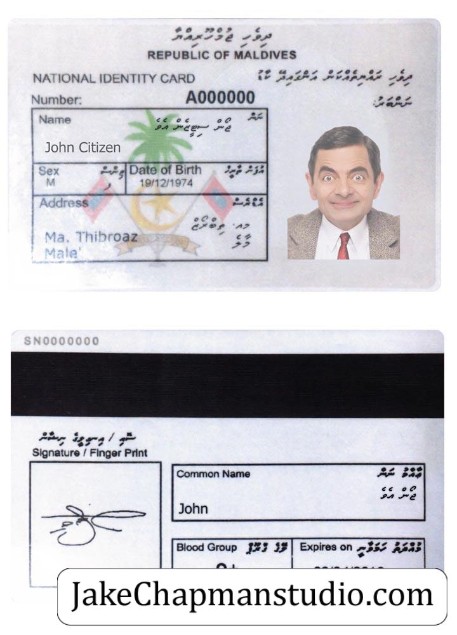 ދިވެހި ޖުމްހޫރިއްޔާ
REPUBLIC OF MALDIVES
NATIONAL IDENTITY CARD ދިވެހި ރައްޔިތެއްކަން އަންގައިދޭ ކާޑު
Number: A000000 ނަންބަރު:
Name ނަން
John Citizen
Sex ޖިންސް Date of Birth އުފަން ތާރީޚު
M 19/12/1974
Address އެޑްރެސް
Ma. Thibroaz މއ. ތިބްރޯޒް
Male' މާލެ
SN0000000
ސޮއި / އިނގިލީގެ ނިޝާން
Signature / Finger Print
Common Name އާއްމު ނަން
John
Blood Group ލޭގެ ގްރޫޕް Expires on މުއްދަތު ހަމަވާނީ
JakeChapmanstudio.com